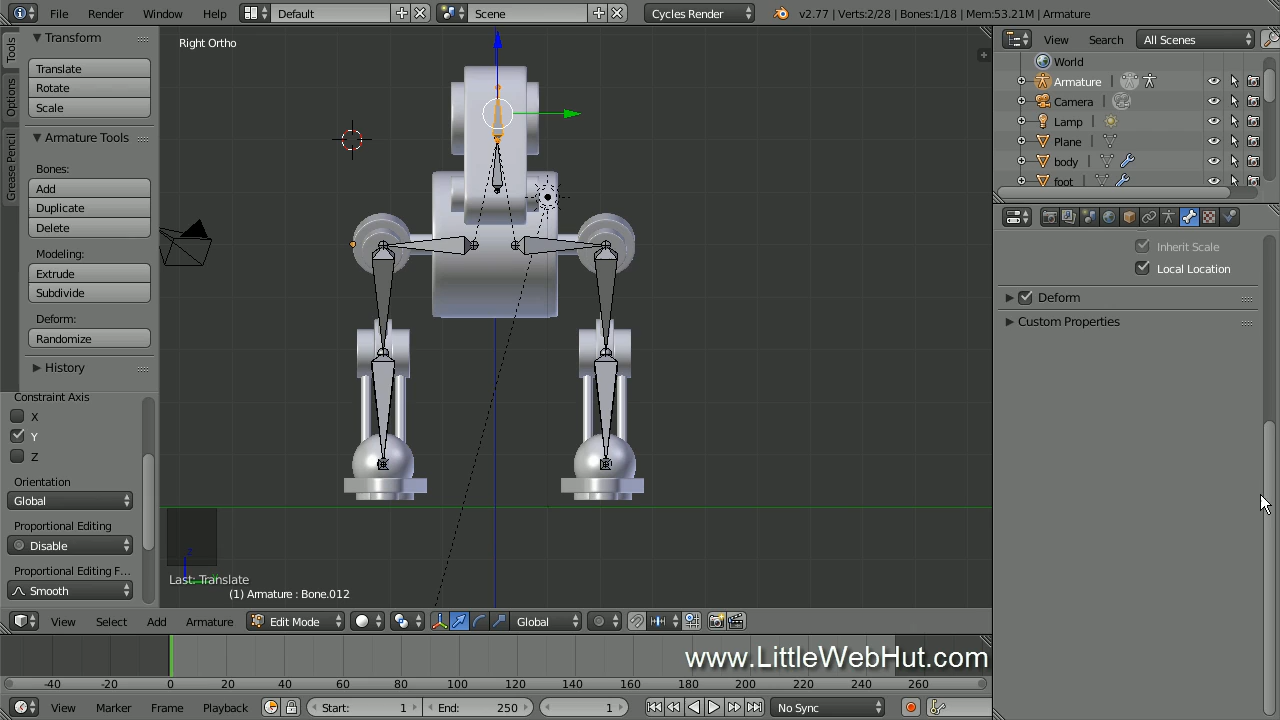 File
Render
Window
Help
Default
Scene
Cycles Render
v2.77 | Verts:2/28 | Bones:1/18 | Mem:53.21M | Armature
Tools
Options
Grease Pencil
Transform
Translate
Rotate
Scale
Armature Tools
Bones:
Add
Duplicate
Delete
Modeling:
Extrude
Subdivide
Deform:
Randomize
History
Constraint Axis
X
Y
Z
Orientation
Global
Proportional Editing
Disable
Proportional Editing F...
Smooth
Right Ortho
z
Last: Translate
(1) Armature : Bone.012
View
Select
Add
Armature
Edit Mode
Global
View
Search
All Scenes
World
Armature
Camera
Lamp
Plane
body
foot
Inherit Scale
Local Location
Deform
Custom Properties
www.LittleWebHut.com
-40 -20 0 20 40 60 80 100 120 140 160 180 200 220 240 260
View
Marker
Frame
Playback
Start: 1
End: 250
1
No Sync